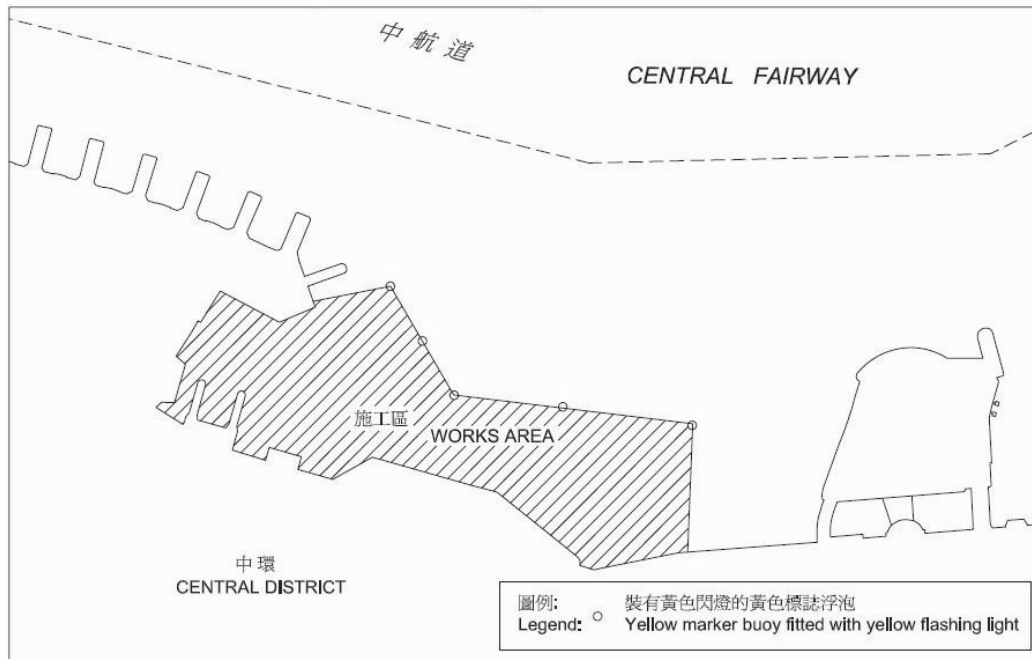 中航道
CENTRAL FAIRWAY
施工區
WORKS AREA
中環
CENTRAL DISTRICT
圖例: 裝有黃色閃燈的黃色標誌浮泡
Legend: Yellow marker buoy fitted with yellow flashing light